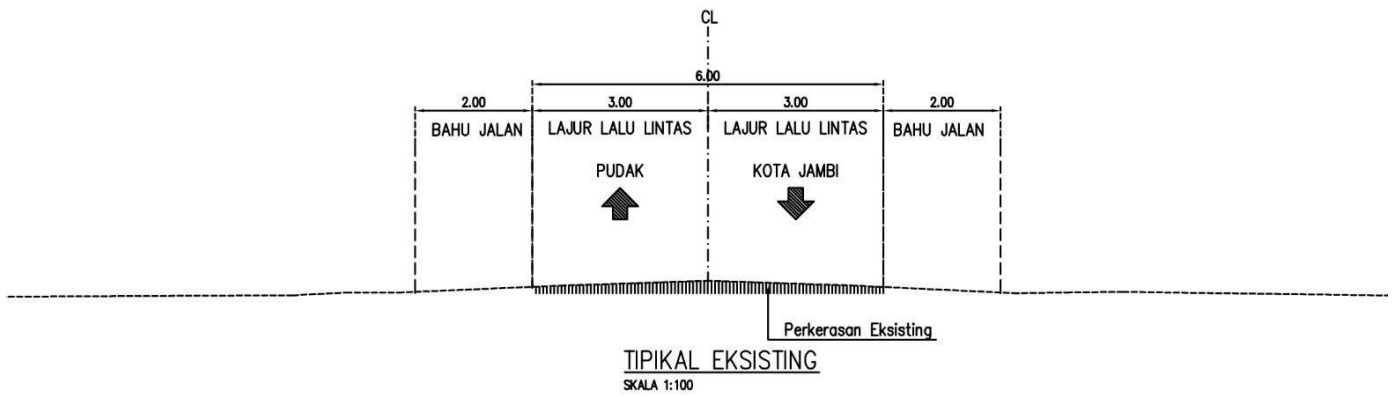 CL
6.00
2.00 3.00 3.00 2.00
BAHU JALAN LAJUR LALU LINTAS LAJUR LALU LINTAS BAHU JALAN
PUDAK KOTA JAMBI
Perkerasan Eksisting
TIPIKAL EKSISTING
SKALA 1:100